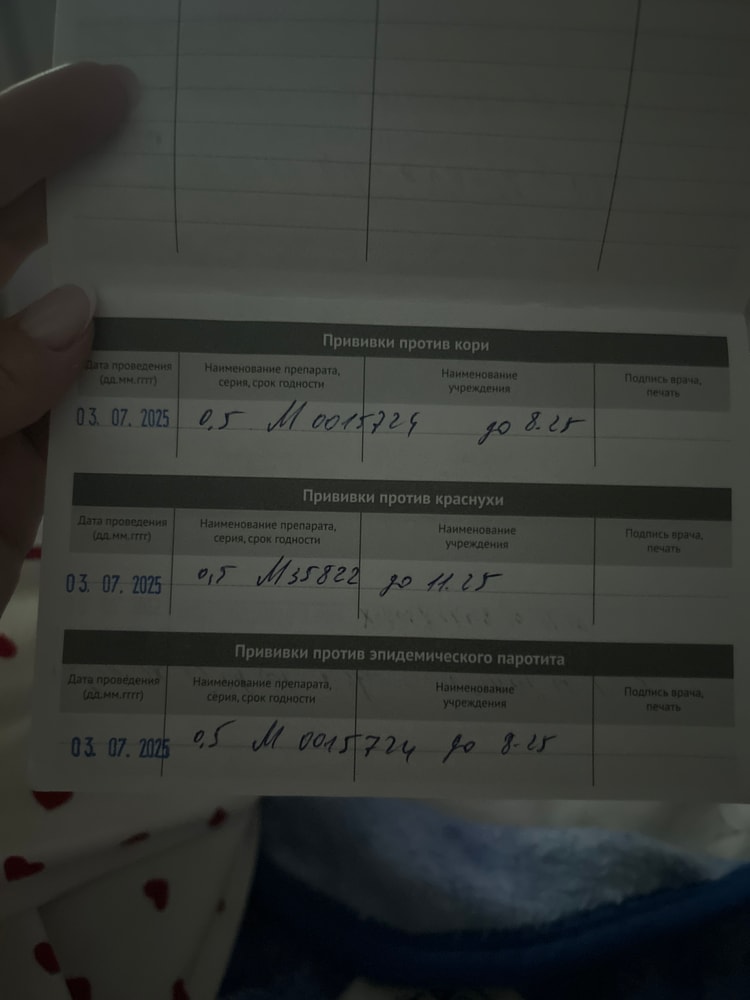 Прививки против кори
Дата проведения (дд.мм.гггг) Наименование препарата, серия, срок годности Наименование учреждения Подпись врача, печать
03. 07. 2025 0,5 М 0015724 до 8-25
Прививки против краснухи
Дата проведения (дд.мм.гггг) Наименование препарата, серия, срок годности Наименование учреждения Подпись врача, печать
03. 07. 2025 0,5 М35822 до 11.25
Прививки против эпидемического паротита
Дата проведения (дд.мм.гггг) Наименование препарата, серия, срок годности Наименование учреждения Подпись врача, печать
03. 07. 2025 0,5 М 0015724 до 8-25